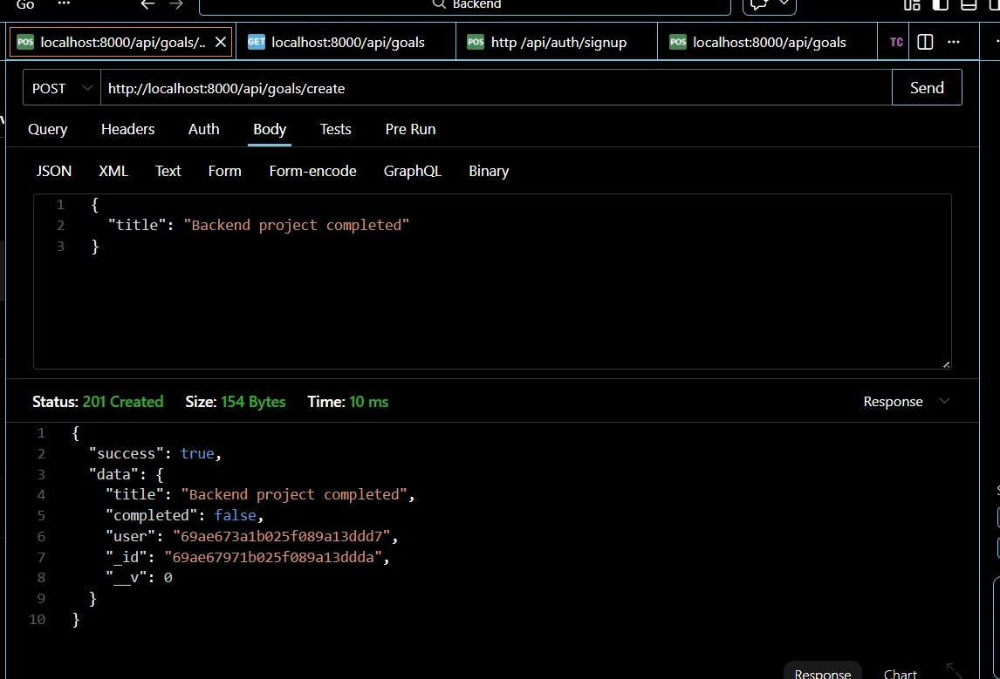 Go ··· ← → Backend
POS localhost:8000/api/goals/.. × GET localhost:8000/api/goals POS http /api/auth/signup POS localhost:8000/api/goals TC ···
POST http://localhost:8000/api/goals/create Send
Query Headers Auth Body Tests Pre Run
JSON XML Text Form Form-encode GraphQL Binary
1 {
2 "title": "Backend project completed"
3 }
Status: 201 Created Size: 154 Bytes Time: 10 ms Response
1 {
2 "success": true,
3 "data": {
4 "title": "Backend project completed",
5 "completed": false,
6 "user": "69ae673a1b025f089a13ddd7",
7 "_id": "69ae67971b025f089a13ddda",
8 "__v": 0
9 }
10 }
Response Chart